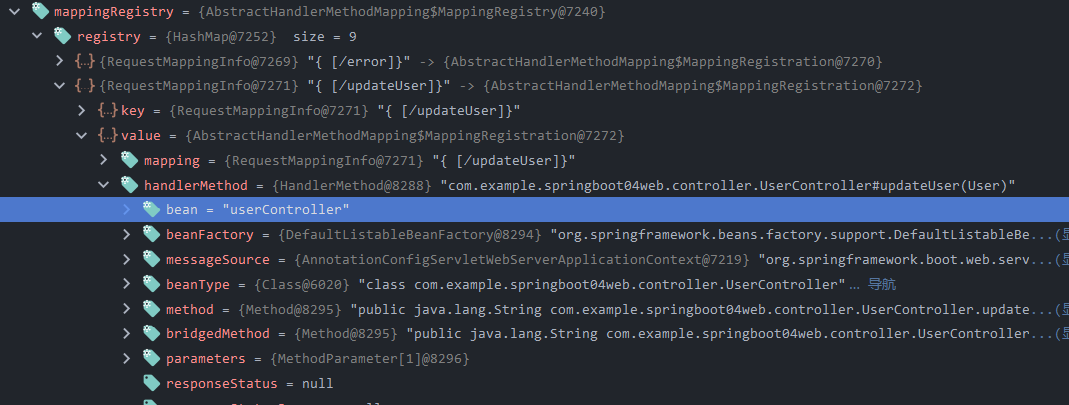 mappingRegistry = {AbstractHandlerMethodMapping$MappingRegistry@7240}
registry = {HashMap@7252} size = 9
{RequestMappingInfo@7269} "{ [/error]}" -> {AbstractHandlerMethodMapping$MappingRegistration@7270}
{RequestMappingInfo@7271} "{ [/updateUser]}" -> {AbstractHandlerMethodMapping$MappingRegistration@7272}
key = {RequestMappingInfo@7271} "{ [/updateUser]}"
value = {AbstractHandlerMethodMapping$MappingRegistration@7272}
mapping = {RequestMappingInfo@7271} "{ [/updateUser]}"
handlerMethod = {HandlerMethod@8288} "com.example.springboot04web.controller.UserController#updateUser(User)"
bean = "userController"
beanFactory = {DefaultListableBeanFactory@8294} "org.springframework.beans.factory.support.DefaultListableBe...(显
messageSource = {AnnotationConfigServletWebServerApplicationContext@7219} "org.springframework.boot.web.serv...(显
beanType = {Class@6020} "class com.example.springboot04web.controller.UserController"... 导航
method = {Method@8295} "public java.lang.String com.example.springboot04web.controller.UserController.update...(显
bridgedMethod = {Method@8295} "public java.lang.String com.example.springboot04web.controller.UserController...(显
parameters = {MethodParameter[1]@8296}
responseStatus = null